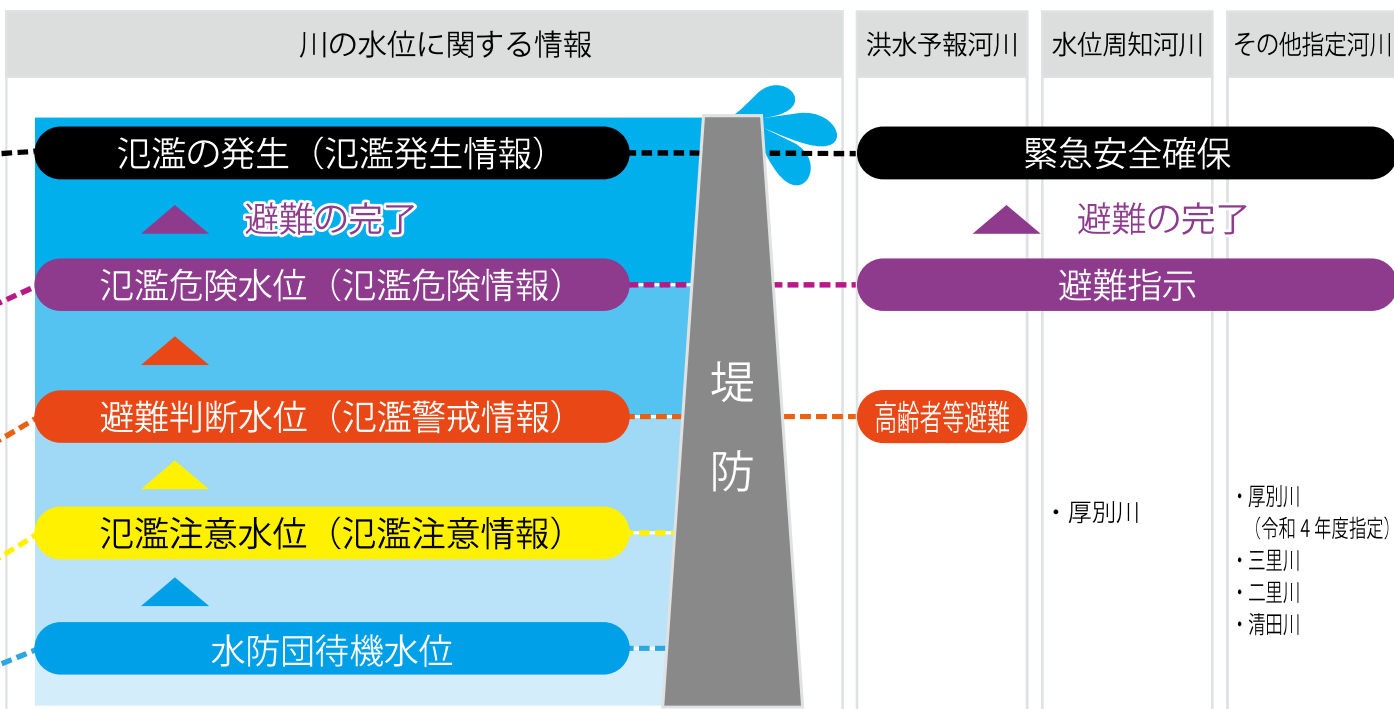 川の水位に関する情報
洪水予報河川
水位周知河川
その他指定河川
氾濫の発生（氾濫発生情報）
緊急安全確保
避難の完了
避難の完了
氾濫危険水位（氾濫危険情報）
避難指示
避難判断水位（氾濫警戒情報）
高齢者等避難
氾濫注意水位（氾濫注意情報）
水防団待機水位
堤防
・厚別川
・厚別川
（令和４年度指定）
・三里川
・二里川
・清田川